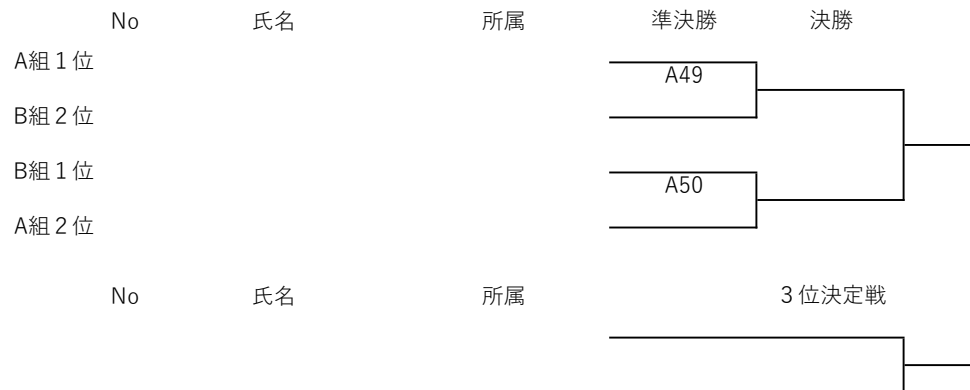 No 氏名 所属 準決勝 決勝
A組１位
A49
B組２位
B組１位
A50
A組２位
No 氏名 所属 ３位決定戦